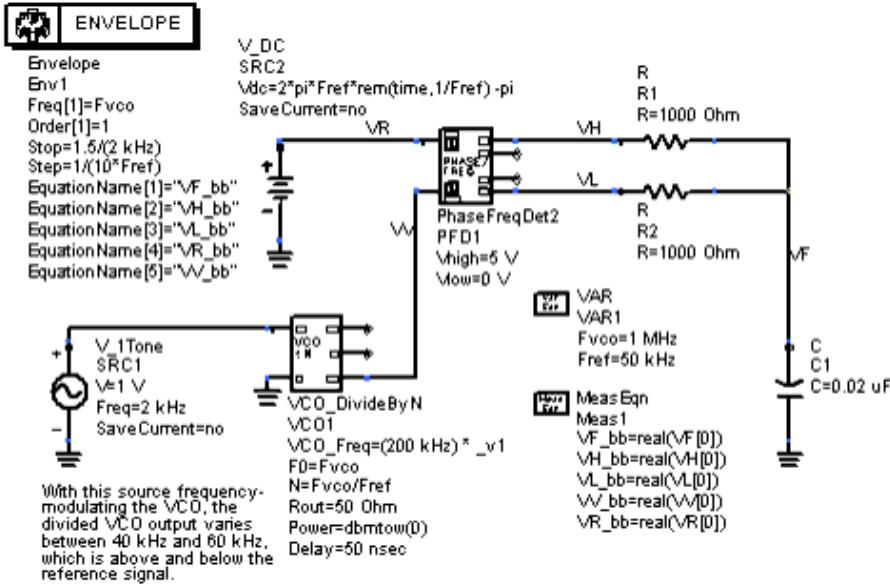 ENVELOPE
Envelope
Env1
Freq[1]=Fvco
Order[1]=1
Stop=1.5/(2 kHz)
Step=1/(10*Fref)
EquationName[1]="VF_bb"
EquationName[2]="VH_bb"
EquationName[3]="VL_bb"
EquationName[4]="VR_bb"
EquationName[5]="VV_bb"
V_DC
SRC2
Vdc=2*pi*Fref*rem(time,1/Fref) -pi
SaveCurrent=no
VR
VV
PHASE/
FREQ
PhaseFreqDet2
PFD1
Vhigh=5 V
Vlow=0 V
VH
VL
R
R1
R=1000 Ohm
R
R2
R=1000 Ohm
VF
C
C1
C=0.02 uF
Var
Eqn
VAR
VAR1
Fvco=1 MHz
Fref=50 kHz
Meas
Eqn
MeasEqn
Meas1
VF_bb=real(VF[0])
VH_bb=real(VH[0])
VL_bb=real(VL[0])
VV_bb=real(VV[0])
VR_bb=real(VR[0])
V_1Tone
SRC1
V=1 V
Freq=2 kHz
SaveCurrent=no
VCO
÷N
VCO_DivideByN
VCO1
VCO_Freq=(200 kHz) * _v1
F0=Fvco
N=Fvco/Fref
Rout=50 Ohm
Power=dbmtow(0)
Delay=50 nsec
With this source frequency-
modulating the VCO, the
divided VCO output varies
between 40 kHz and 60 kHz,
which is above and below the
reference signal.